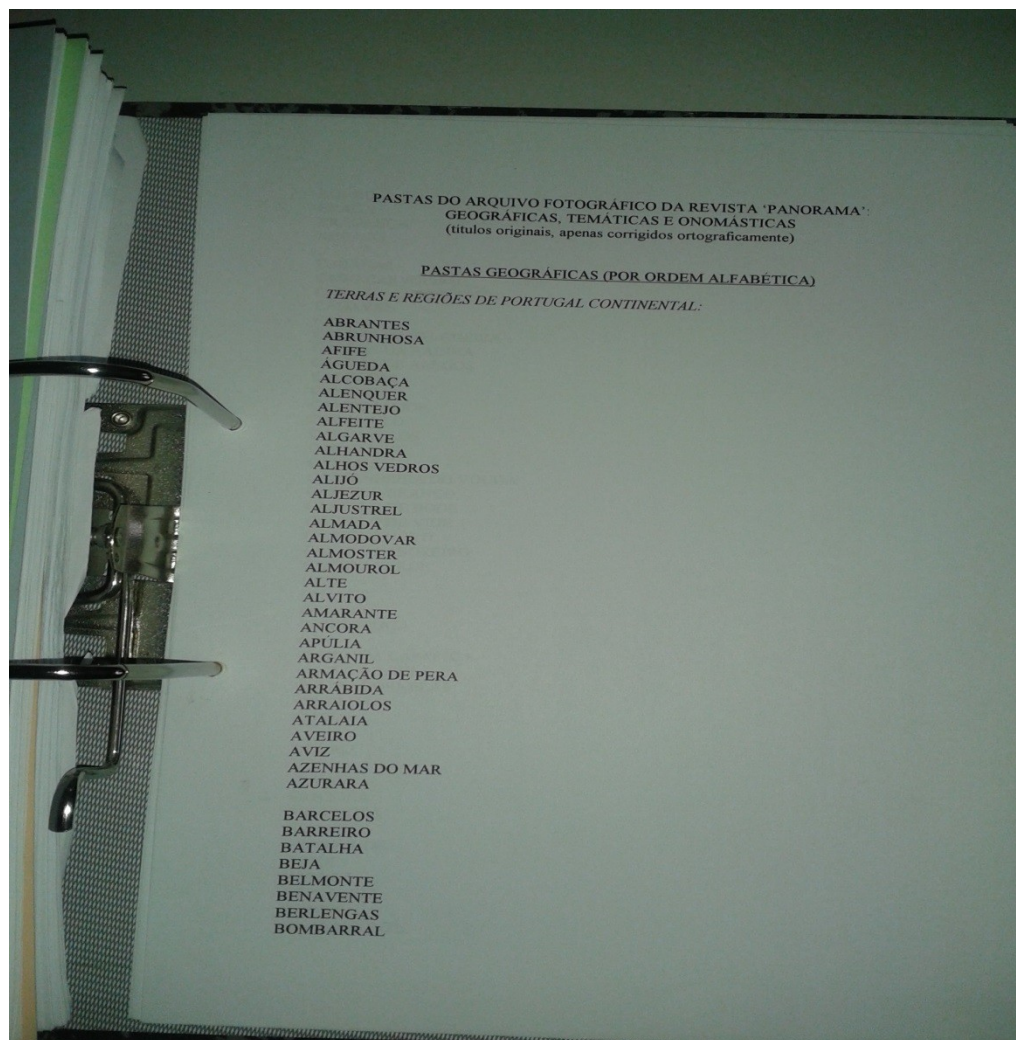 PASTAS DO ARQUIVO FOTOGRÁFICO DA REVISTA ‘PANORAMA’:
GEOGRÁFICAS, TEMÁTICAS E ONOMÁSTICAS
(títulos originais, apenas corrigidos ortograficamente)
PASTAS GEOGRÁFICAS (POR ORDEM ALFABÉTICA)
TERRAS E REGIÕES DE PORTUGAL CONTINENTAL:
ABRANTES
ABRUNHOSA
AFIFE
ÁGUEDA
ALCOBAÇA
ALENQUER
ALENTEJO
ALFEITE
ALGARVE
ALHANDRA
ALHOS VEDROS
ALIJÓ
ALJEZUR
ALJUSTREL
ALMADA
ALMODOVAR
ALMOSTER
ALMOUROL
ALTE
ALVITO
AMARANTE
ANCORA
APÚLIA
ARGANIL
ARMAÇÃO DE PERA
ARRÁBIDA
ARRAIOLOS
ATALAIA
AVEIRO
AVIZ
AZENHAS DO MAR
AZURARA
BARCELOS
BARREIRO
BATALHA
BEJA
BELMONTE
BENAVENTE
BERLENGAS
BOMBARRAL